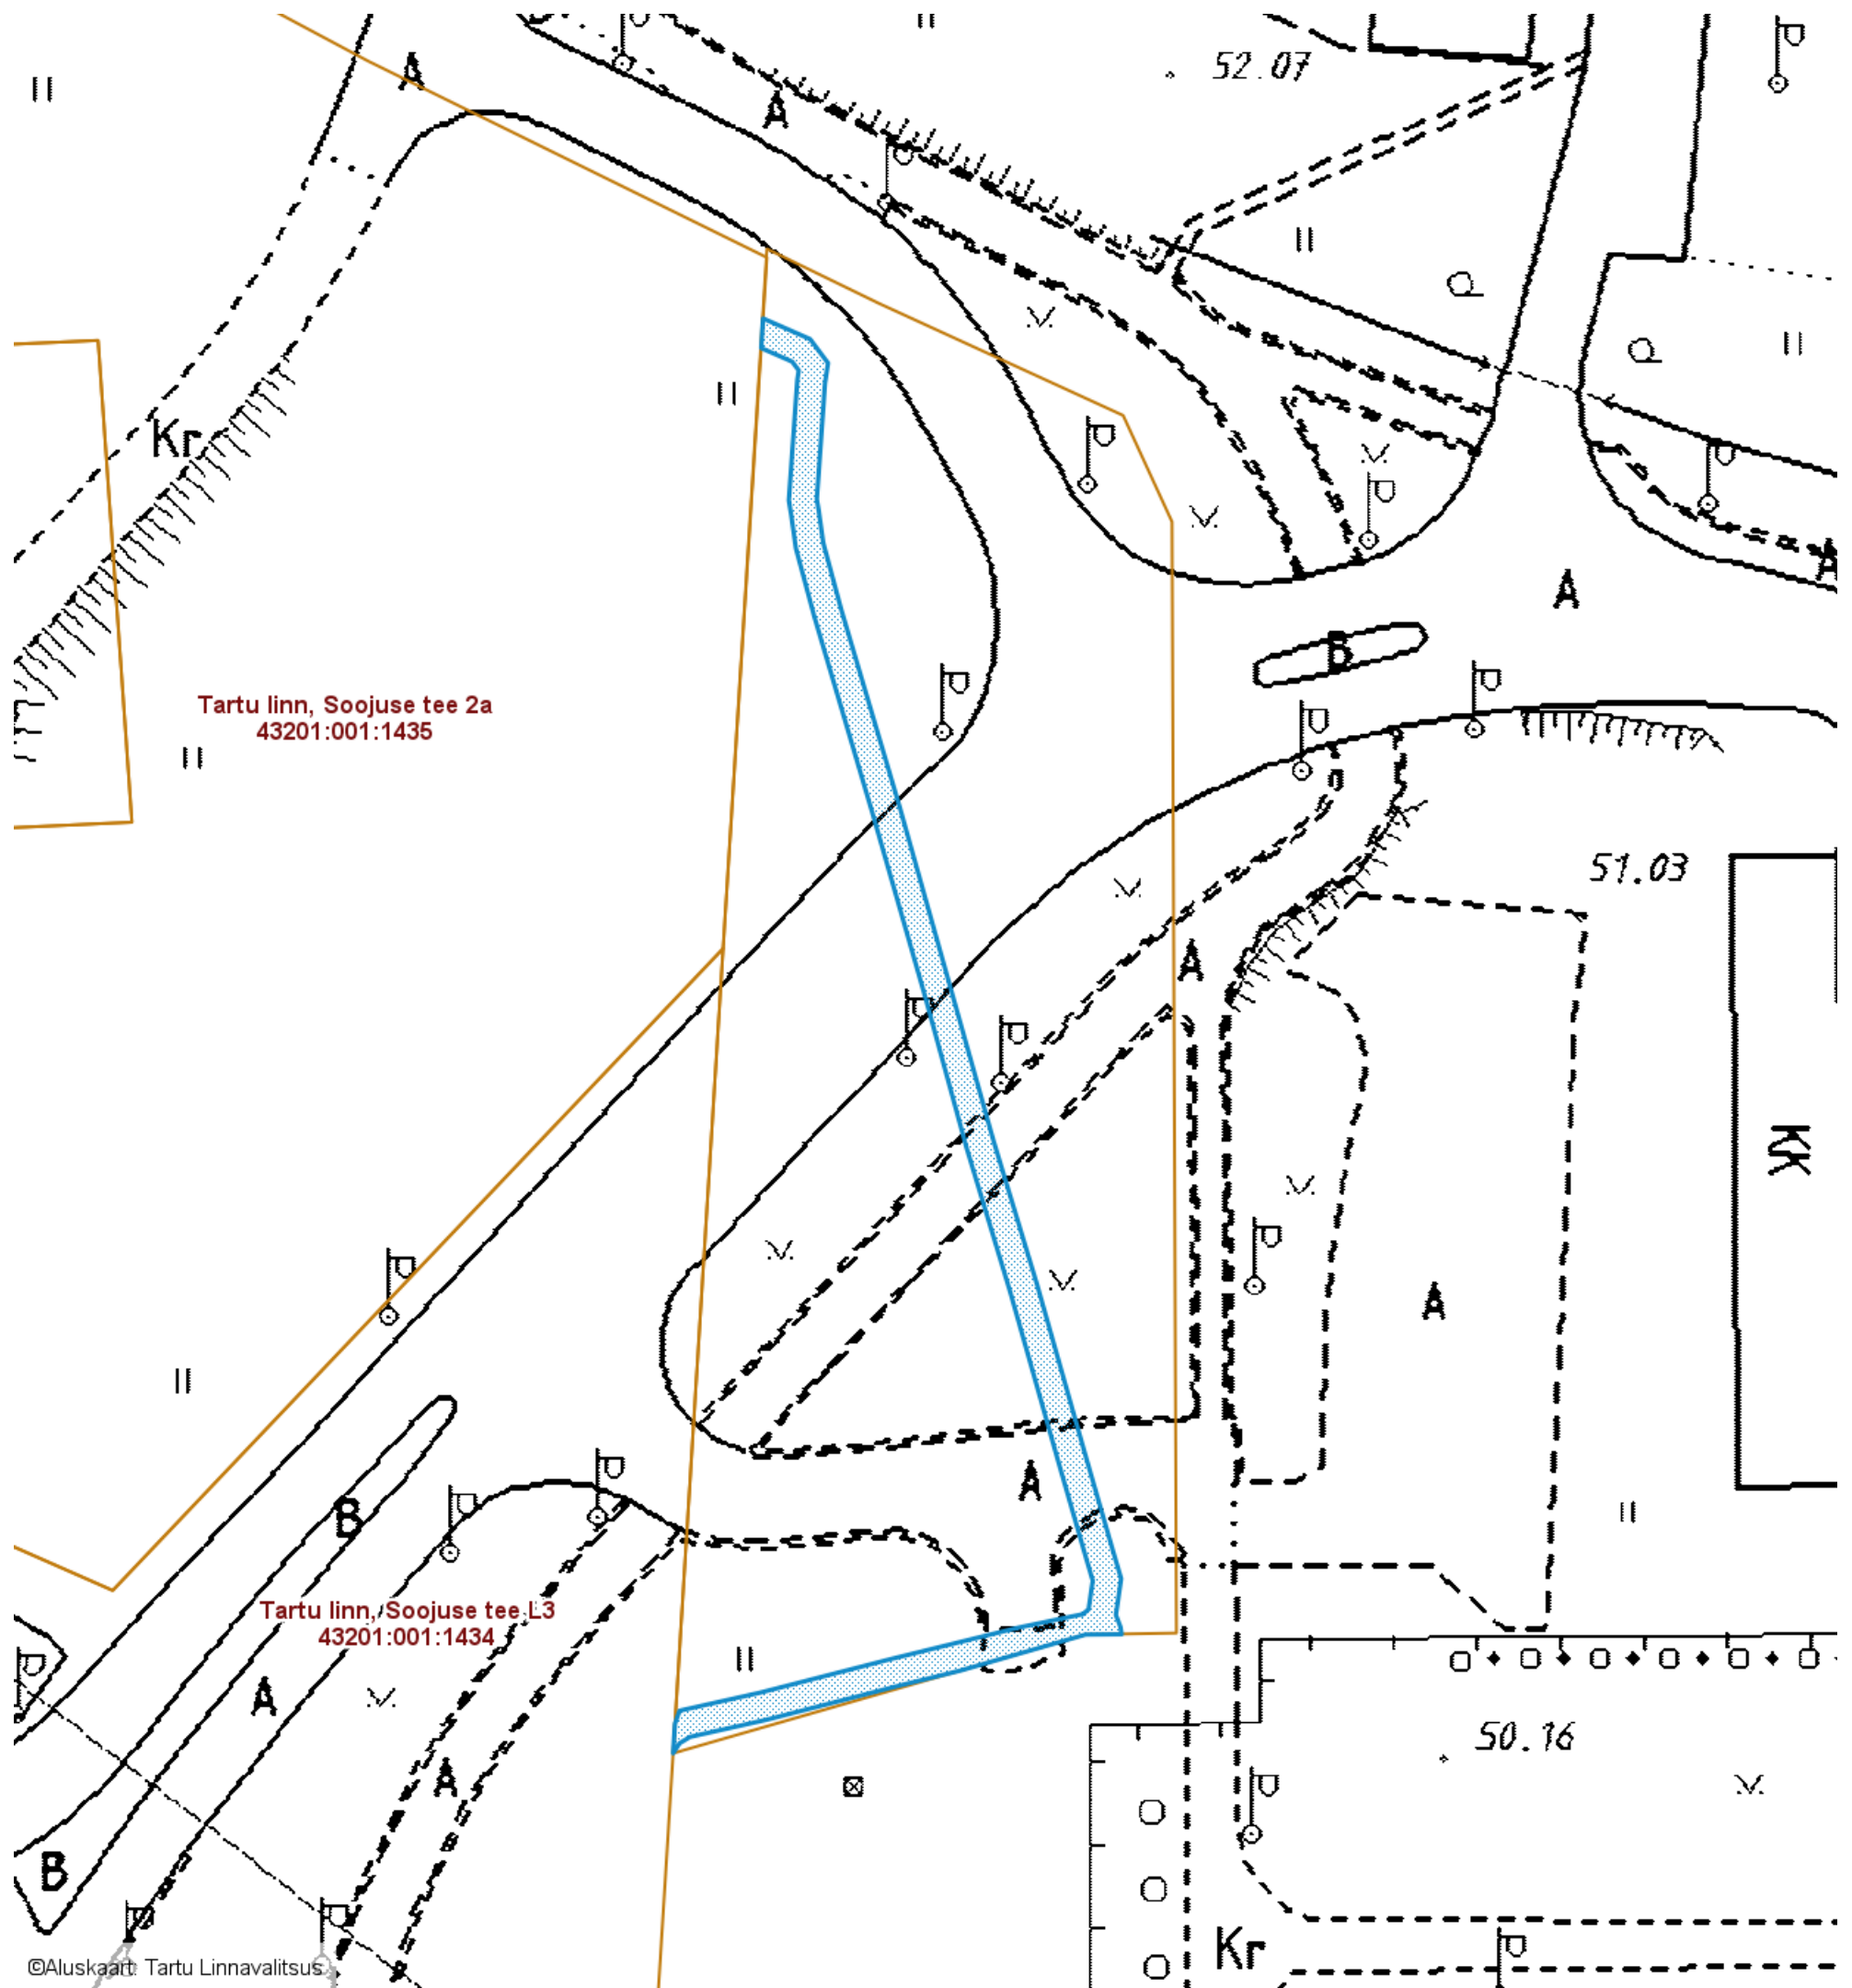 A
52.07
A
Kr
A
A
B
Tartu linn, Soojuse tee 2a
43201:001:1435
51.03
A
KK
A
A
B
Tartu linn, Soojuse tee L3
43201:001:1434
A
50.16
A
B
Kr
©Aluskaart: Tartu Linnavalitsus